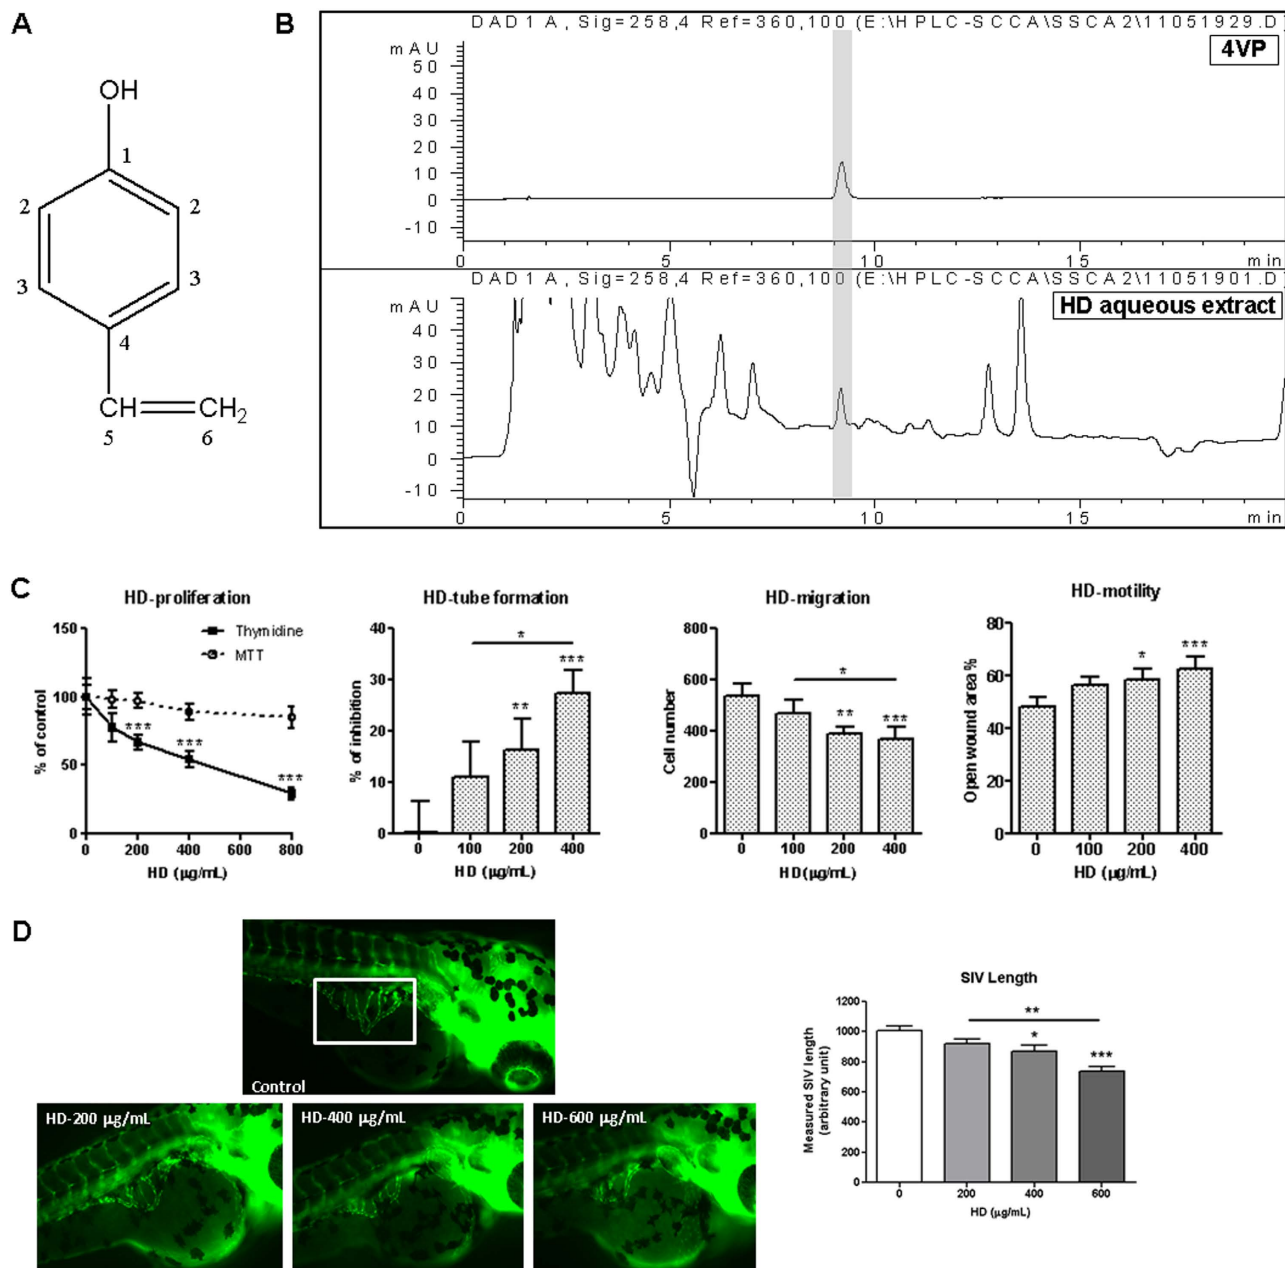 A
OH
1
2
2
3
3
4
CH
CH2
5
6
B
DAD1 A, Sig=258,4 Ref=360,100 (E:\HPLC-SCCA\SSCA2\11051929.D)
mAU
4VP
50
40
30
20
10
0
-10
0
5
10
15
min
DAD1 A, Sig=258,4 Ref=360,100 (E:\HPLC-SCCA\SSCA2\11051901.D)
mAU
HD aqueous extract
40
30
20
10
0
-10
0
5
10
15
min
C
HD-proliferation
150
100
50
0
% of control
Thymidine
MTT
***
***
***
0
200
400
600
800
HD (µg/mL)
HD-tube formation
40
30
20
10
0
% of inhibition
*
**
***
0
100
200
400
HD (µg/mL)
HD-migration
800
600
400
200
0
Cell number
*
**
***
0
100
200
400
HD(µg/mL)
HD-motility
80
60
40
20
0
Open wound area %
*
***
0
100
200
400
HD (µg/mL)
D
Control
HD-200 µg/mL
HD-400 µg/mL
HD-600 µg/mL
SIV Length
1200
1000
800
600
400
200
0
Measured SIV length
(arbitrary unit)
**
*
***
0
200
400
600
HD (µg/mL)